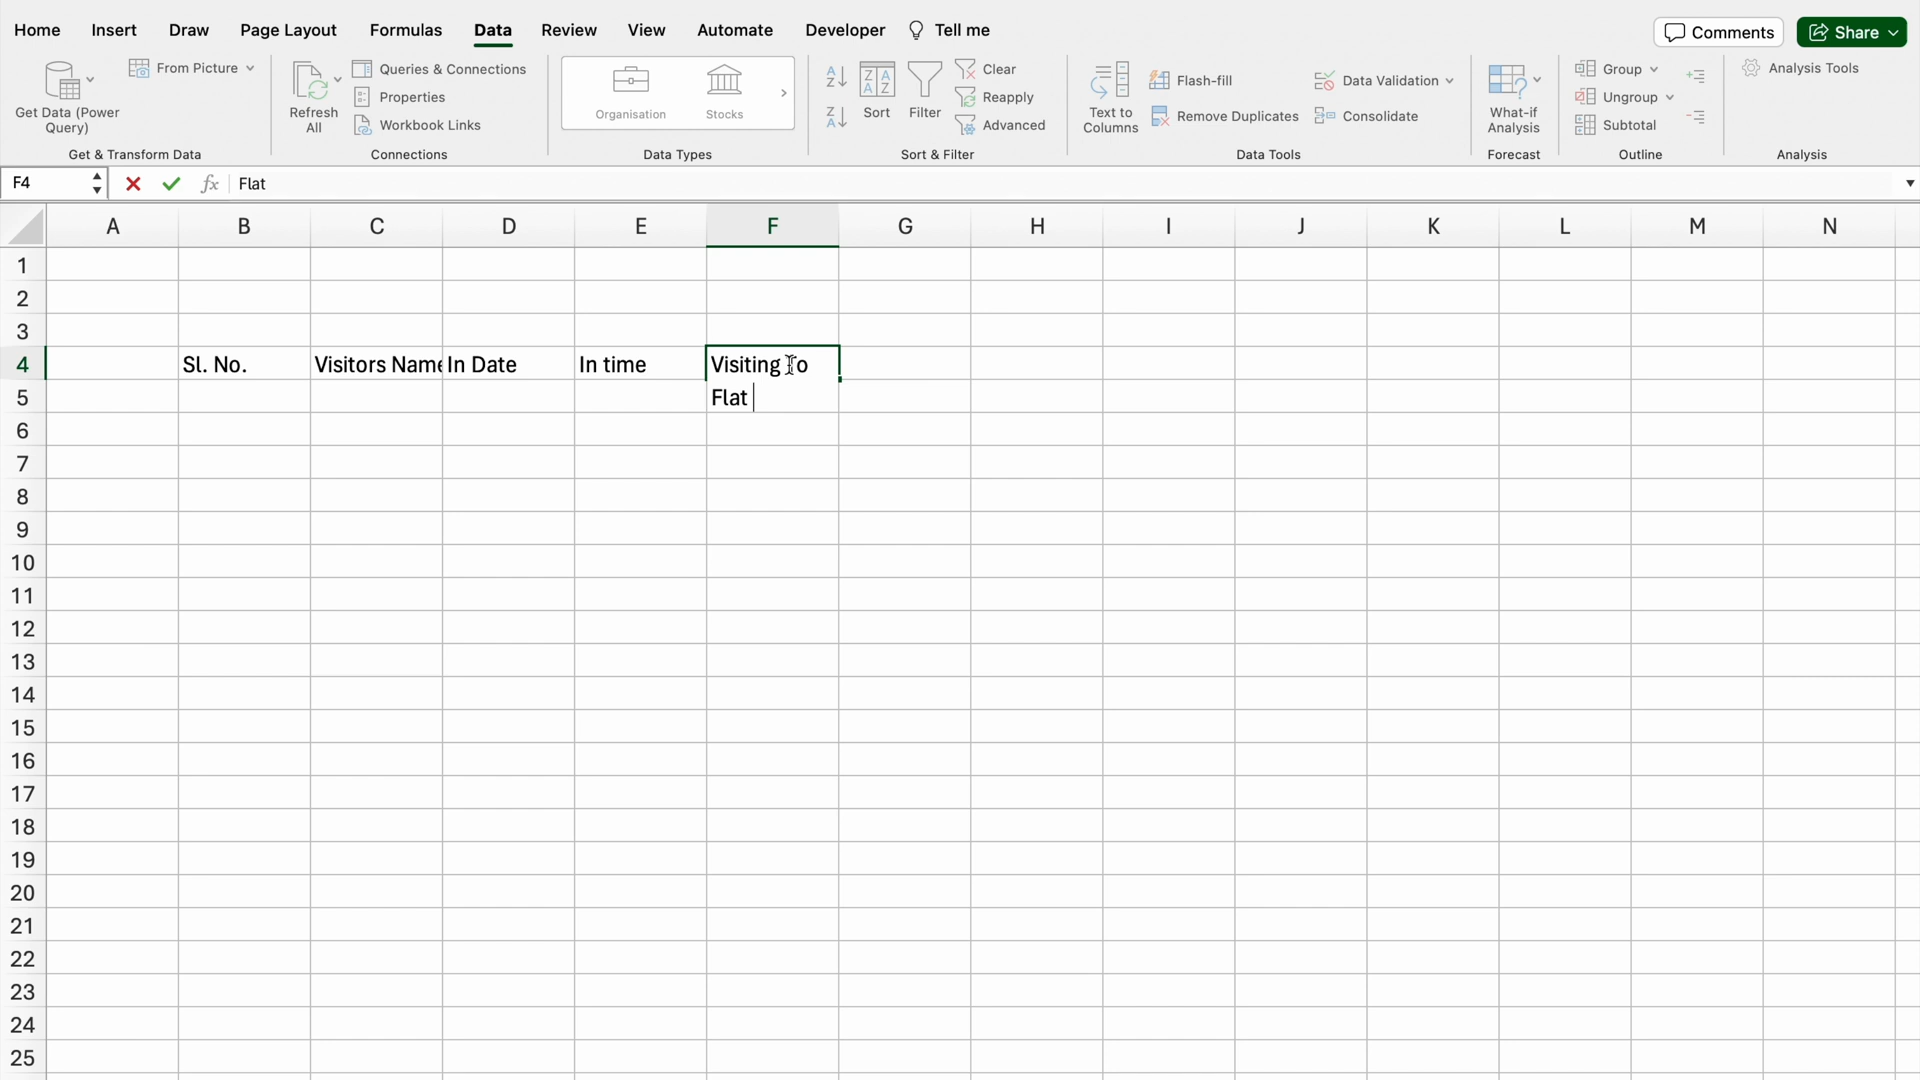 Home Insert Draw Page Layout Formulas Data Review View Automate Developer Tell me Comments Share
Get Data (Power Query)
From Picture
Get & Transform Data
Refresh All
Queries & Connections
Properties
Workbook Links
Connections
Organisation
Stocks
Data Types
Sort
Filter
Clear
Reapply
Advanced
Sort & Filter
Text to Columns
Flash-fill
Remove Duplicates
Data Validation
Consolidate
Data Tools
What-if Analysis
Forecast
Group
Ungroup
Subtotal
Outline
Analysis Tools
Analysis
F4 fx Flat
A B C D E F G H I J K L M N
1
2
3
4 Sl. No. Visitors Name In Date In time Visiting To
5 Flat
6
7
8
9
10
11
12
13
14
15
16
17
18
19
20
21
22
23
24
25